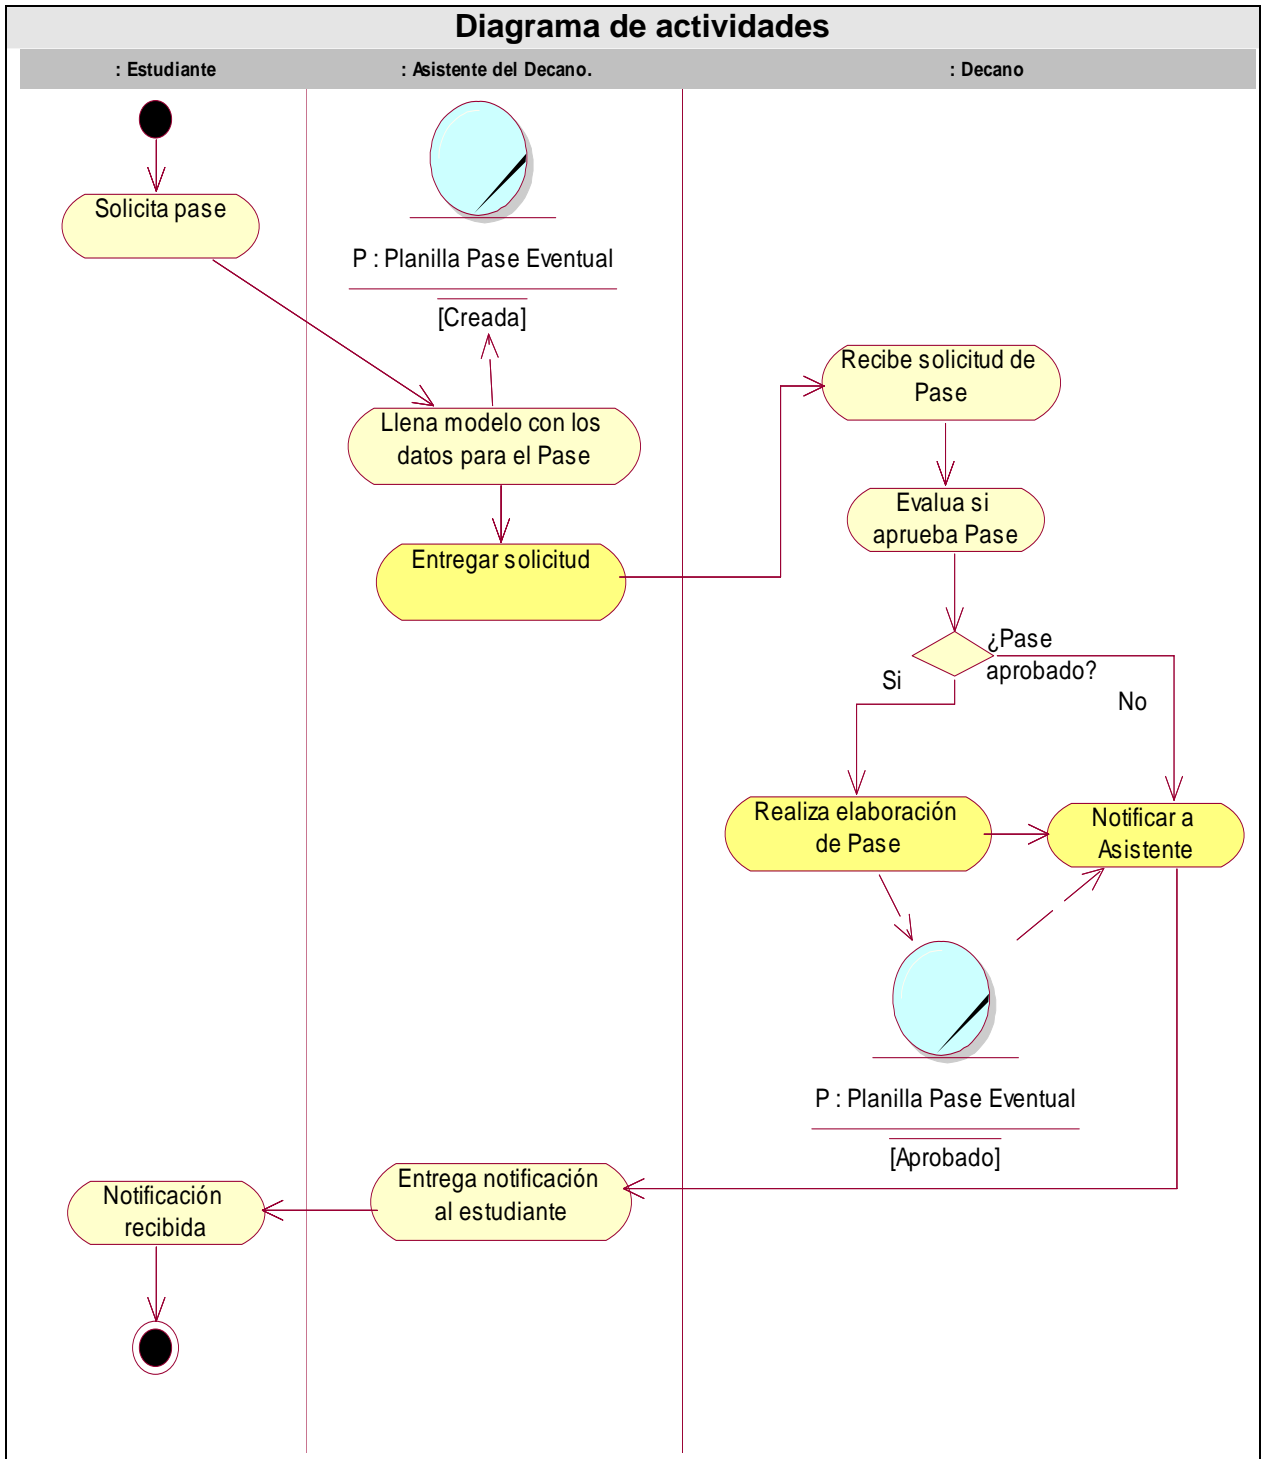 Diagrama de actividades
: Estudiante
: Asistente del Decano.
: Decano
Solicita pase
P : Planilla Pase Eventual
[Creada]
Llena modelo con los
datos para el Pase
Entregar solicitud
Recibe solicitud de
Pase
Evalua si
aprueba Pase
¿Pase
aprobado?
Si
No
Realiza elaboración
de Pase
Notificar a
Asistente
P : Planilla Pase Eventual
[Aprobado]
Entrega notificación
al estudiante
Notificación
recibida